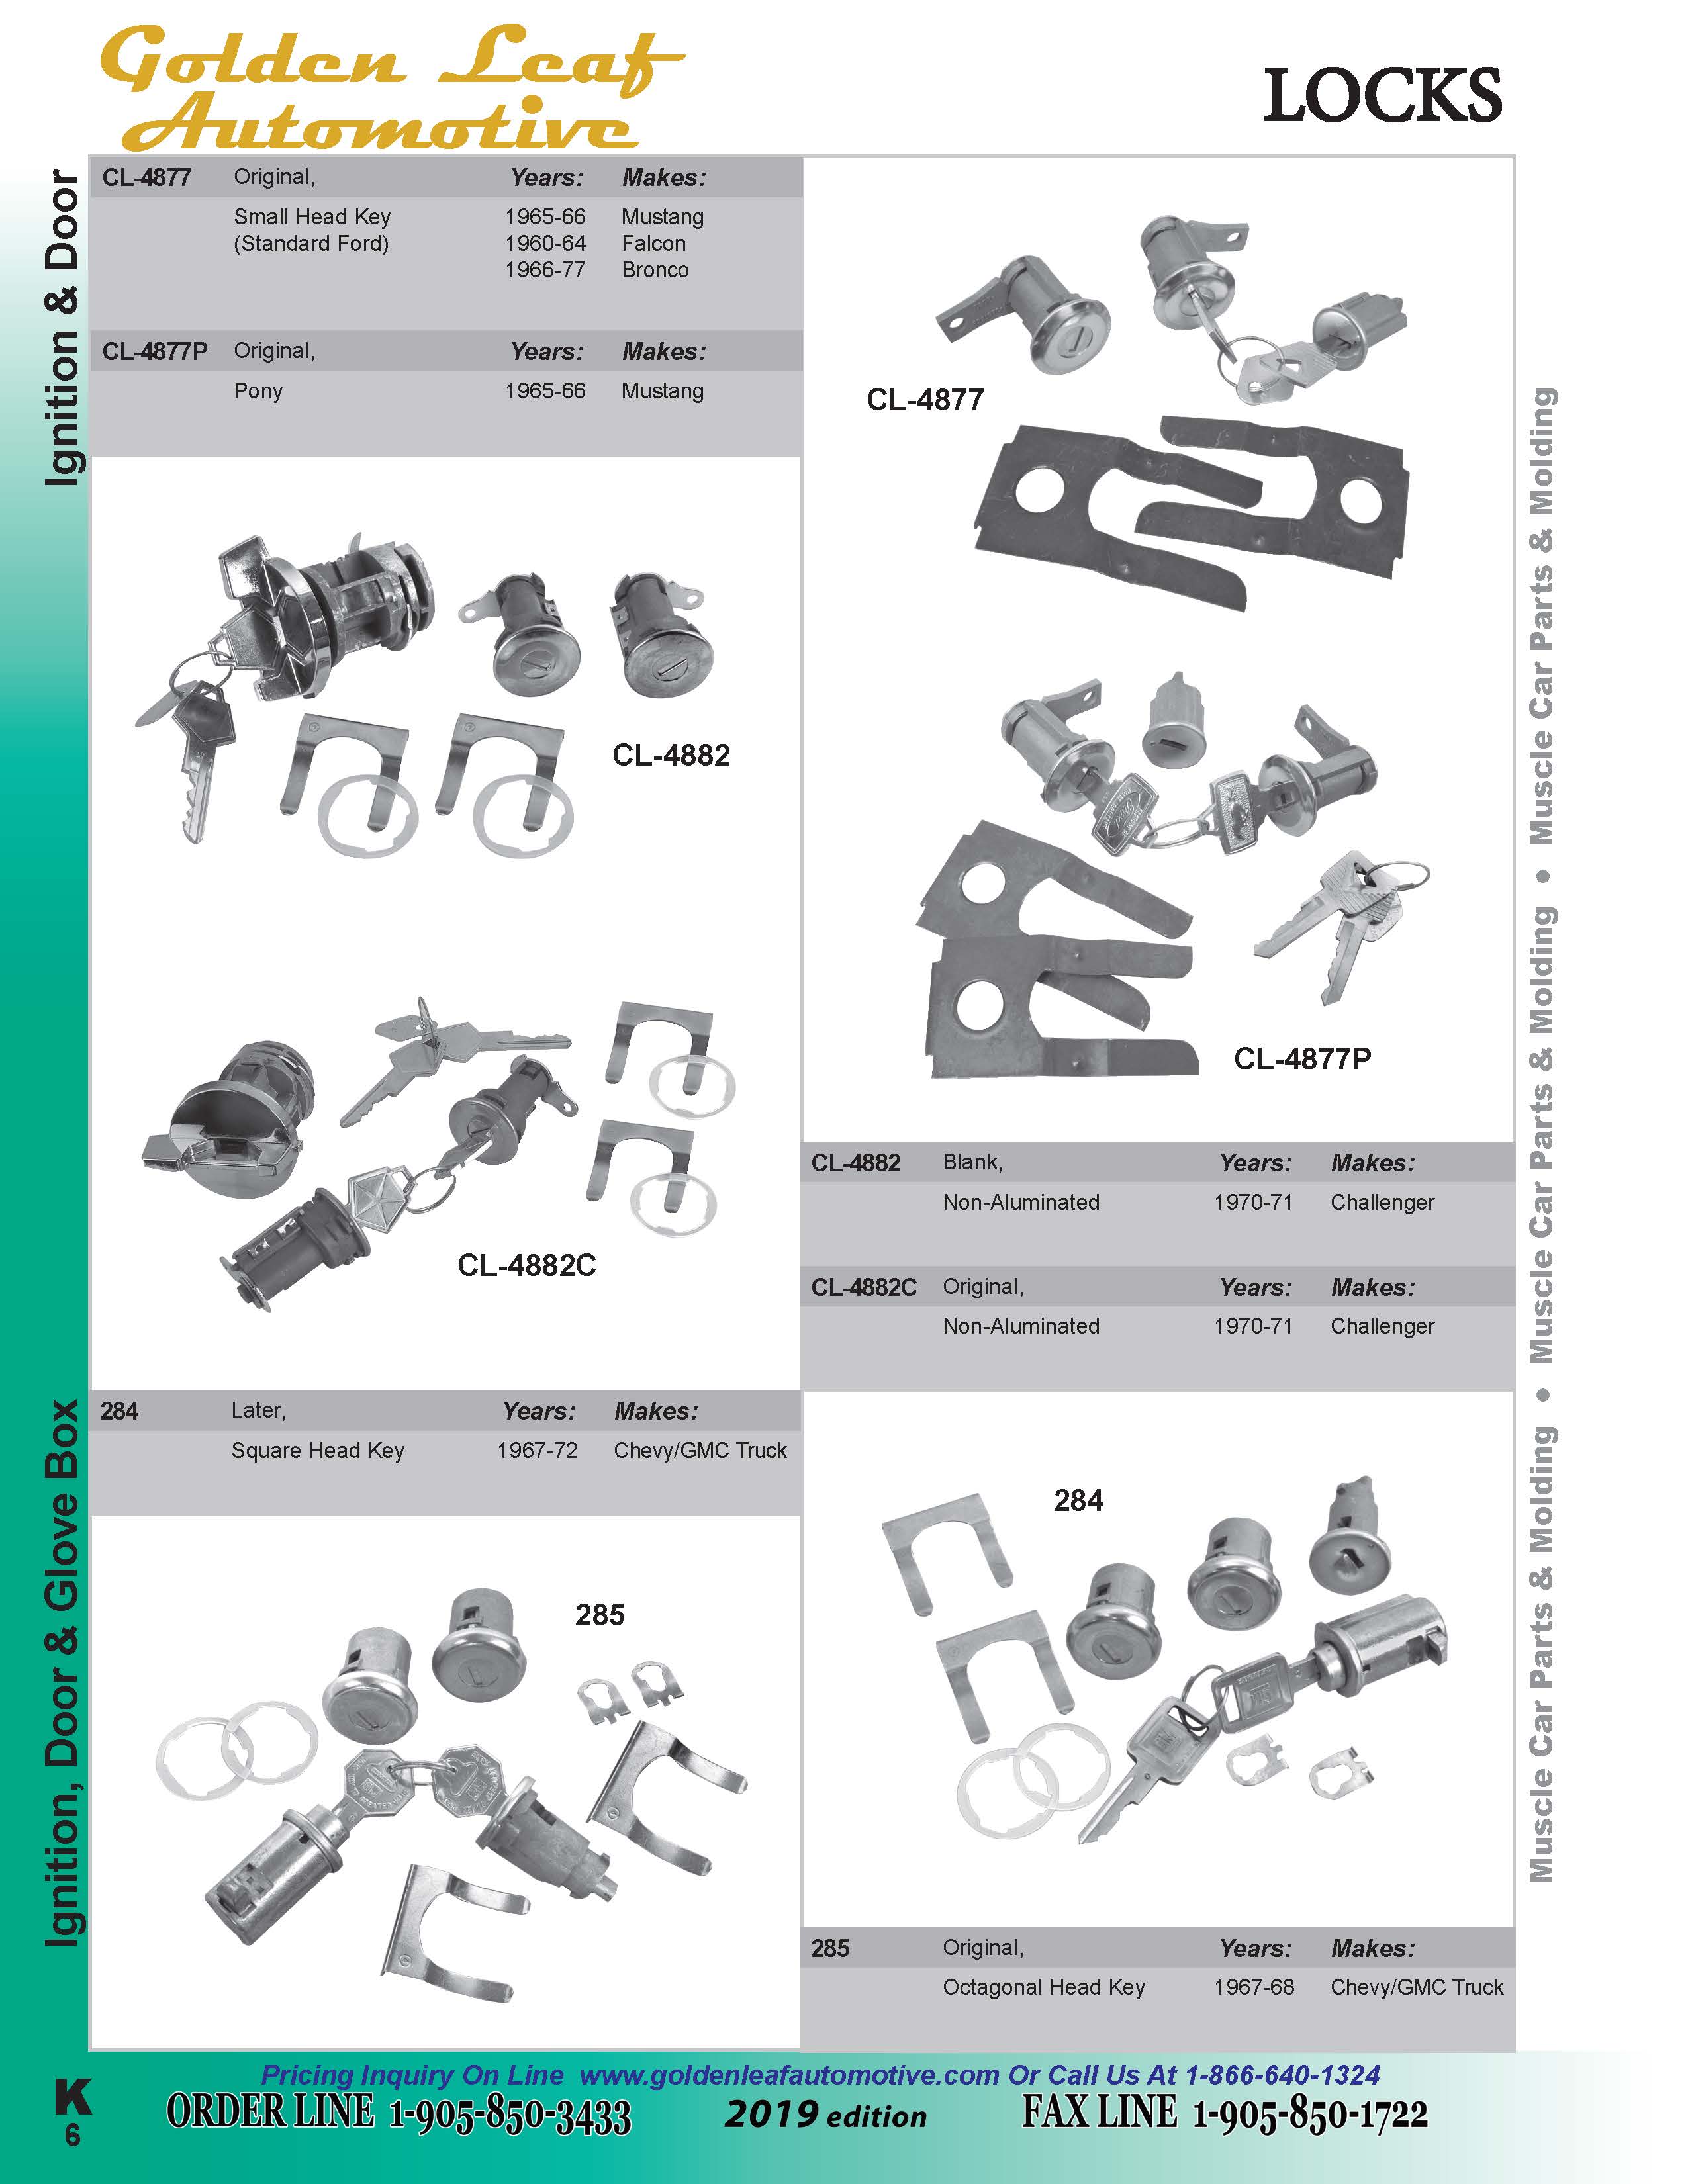 Golden Leaf
Automotive
LOCKS
Ignition & Door
CL-4877 Original, Years: Makes:
Small Head Key 1965-66 Mustang
(Standard Ford) 1960-64 Falcon
1966-77 Bronco
CL-4877P Original, Years: Makes:
Pony 1965-66 Mustang
CL-4877
CL-4882
CL-4877P
CL-4882C
CL-4882 Blank, Years: Makes:
Non-Aluminated 1970-71 Challenger
CL-4882C Original, Years: Makes:
Non-Aluminated 1970-71 Challenger
Ignition, Door & Glove Box
284 Later, Years: Makes:
Square Head Key 1967-72 Chevy/GMC Truck
284
285
285 Original, Years: Makes:
Octagonal Head Key 1967-68 Chevy/GMC Truck
Muscle Car Parts & Molding • Muscle Car Parts & Molding • Muscle Car Parts & Molding
Pricing Inquiry On Line www.goldenleafautomotive.com Or Call Us At 1-866-640-1324
K
6
ORDER LINE 1-905-850-3433 2019 edition FAX LINE 1-905-850-1722